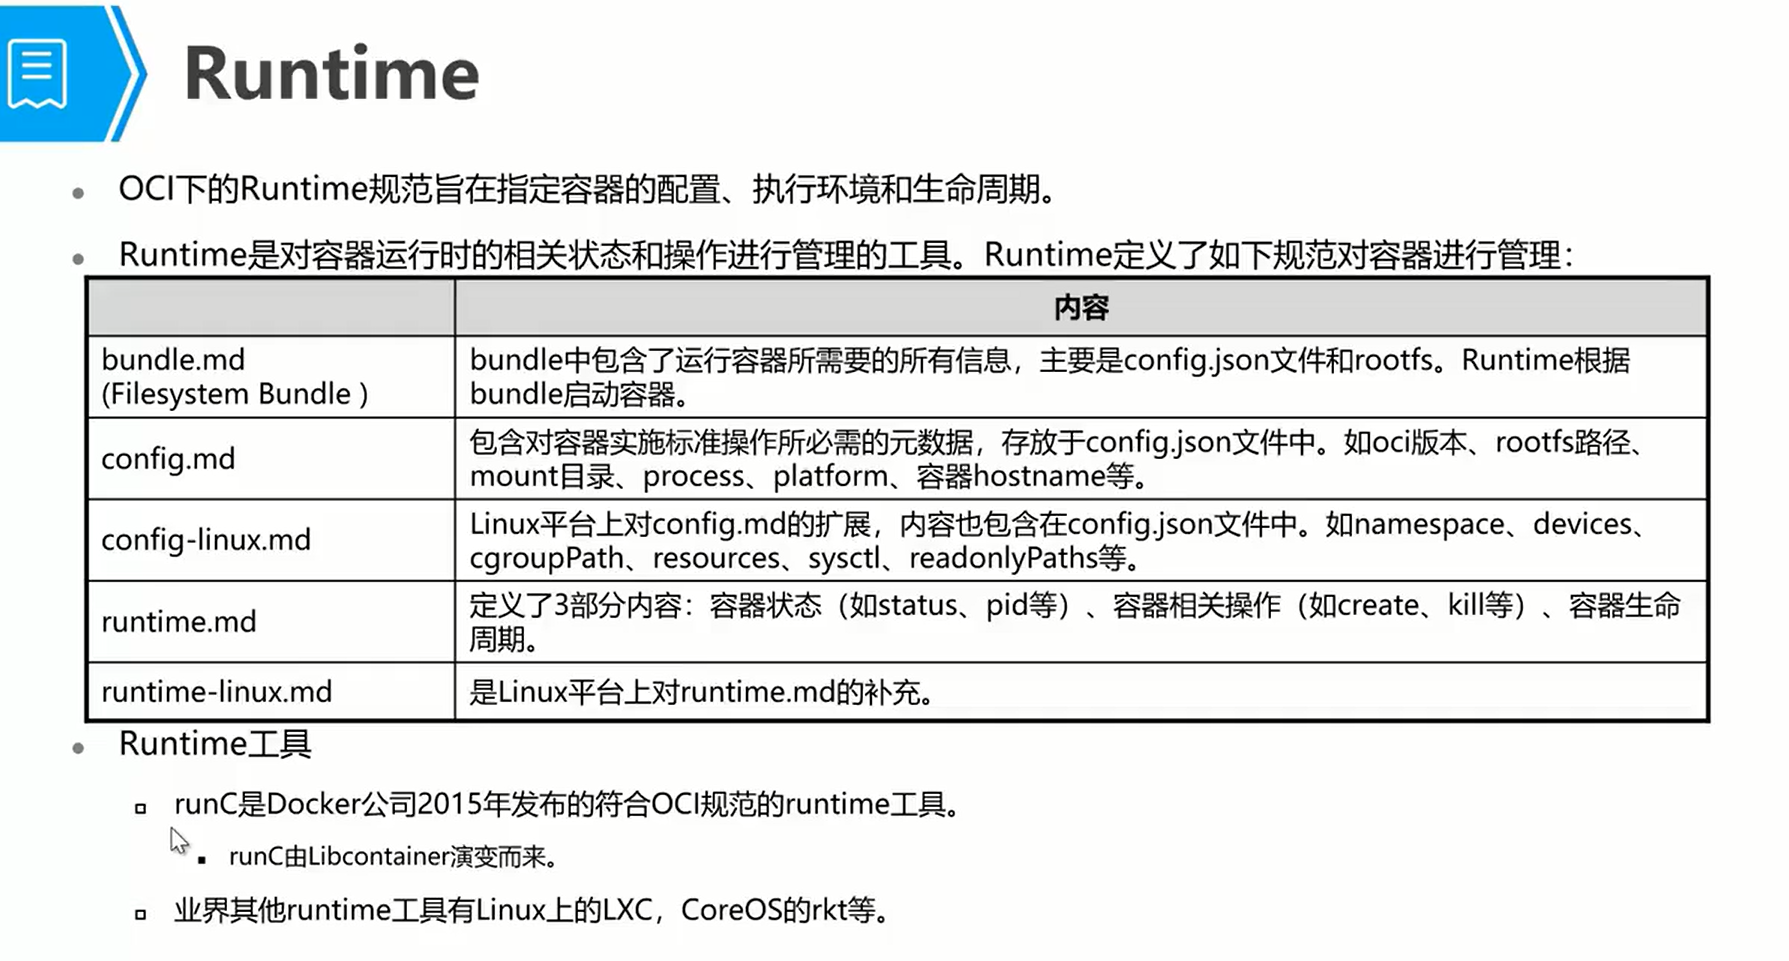 Runtime
OCI下的Runtime规范旨在指定容器的配置、执行环境和生命周期。
Runtime是对容器运行时的相关状态和操作进行管理的工具。Runtime定义了如下规范对容器进行管理：
内容
bundle.md
(Filesystem Bundle )
bundle中包含了运行容器所需要的所有信息，主要是config.json文件和rootfs。Runtime根据
bundle启动容器。
config.md
包含对容器实施标准操作所必需的元数据，存放于config.json文件中。如oci版本、rootfs路径、
mount目录、process、platform、容器hostname等。
config-linux.md
Linux平台上对config.md的扩展，内容也包含在config.json文件中。如namespace、devices、
cgroupPath、resources、sysctl、readonlyPaths等。
runtime.md
定义了3部分内容：容器状态（如status、pid等）、容器相关操作（如create、kill等）、容器生命
周期。
runtime-linux.md
是Linux平台上对runtime.md的补充。
Runtime工具
runC是Docker公司2015年发布的符合OCI规范的runtime工具。
runC由Libcontainer演变而来。
业界其他runtime工具有Linux上的LXC，CoreOS的rkt等。